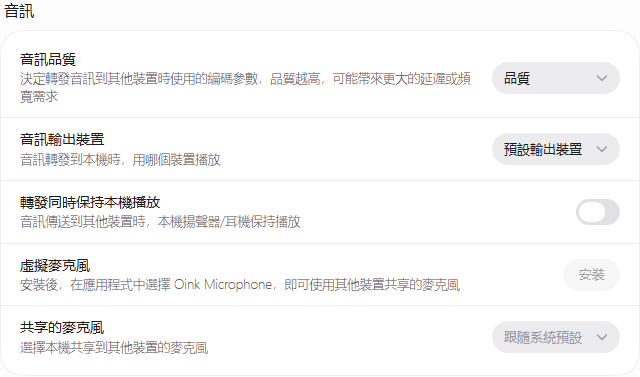 音訊
音訊品質
決定轉發音訊到其他裝置時使用的編碼參數，品質越高，可能帶來更大的延遲或頻
寬需求
品質
音訊輸出裝置
音訊轉發到本機時，用哪個裝置播放
預設輸出裝置
轉發同時保持本機播放
音訊傳送到其他裝置時，本機揚聲器/耳機保持播放
虛擬麥克風
安裝後，在應用程式中選擇 Oink Microphone，即可使用其他裝置共享的麥克風
安裝
共享的麥克風
選擇本機共享到其他裝置的麥克風
跟隨系統預設